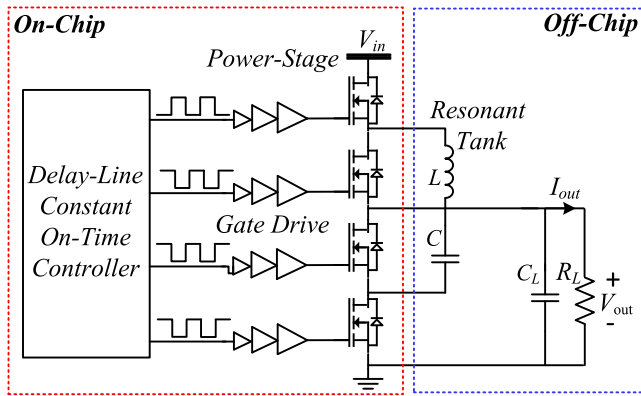 On-Chip
Off-Chip
V_in
Power-Stage
Resonant
Tank
Delay-Line
Constant
On-Time
Controller
L
I_out
Gate Drive
C
C_L
R_L
+
V_out
-